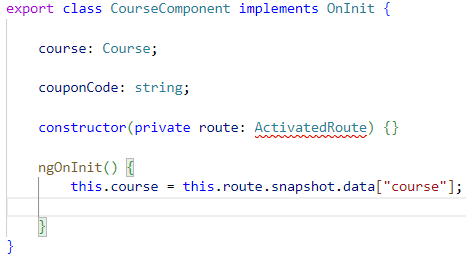 export class CourseComponent implements OnInit {
course: Course;
couponCode: string;
constructor(private route: ActivatedRoute) {}
ngOnInit() {
this.course = this.route.snapshot.data["course"];
}
}